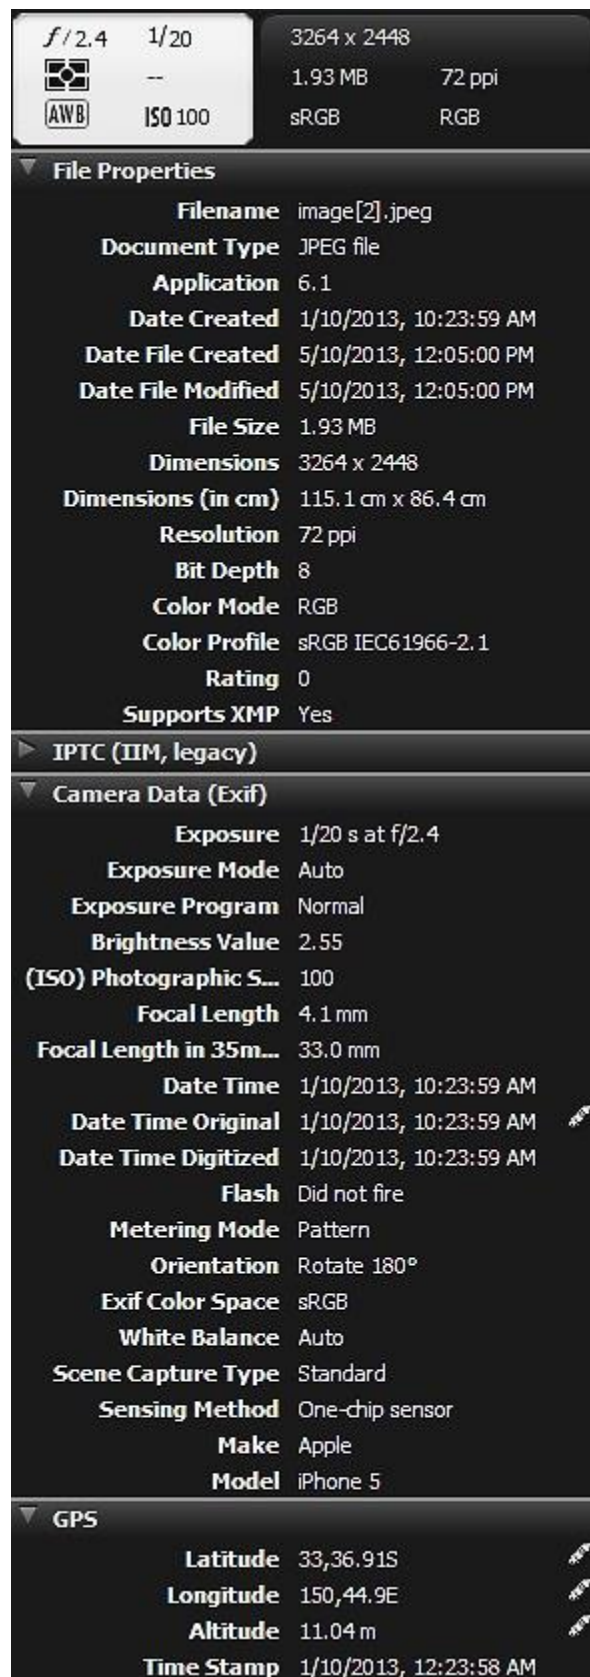 f/2.4 1/20
--
AWB ISO 100
3264 x 2448
1.93 MB 72 ppi
sRGB RGB
File Properties
Filename image[2].jpeg
Document Type JPEG file
Application 6.1
Date Created 1/10/2013, 10:23:59 AM
Date File Created 5/10/2013, 12:05:00 PM
Date File Modified 5/10/2013, 12:05:00 PM
File Size 1.93 MB
Dimensions 3264 x 2448
Dimensions (in cm) 115.1 cm x 86.4 cm
Resolution 72 ppi
Bit Depth 8
Color Mode RGB
Color Profile sRGB IEC61966-2.1
Rating 0
Supports XMP Yes
IPTC (IIM, legacy)
Camera Data (Exif)
Exposure 1/20 s at f/2.4
Exposure Mode Auto
Exposure Program Normal
Brightness Value 2.55
(ISO) Photographic S... 100
Focal Length 4.1 mm
Focal Length in 35m... 33.0 mm
Date Time 1/10/2013, 10:23:59 AM
Date Time Original 1/10/2013, 10:23:59 AM
Date Time Digitized 1/10/2013, 10:23:59 AM
Flash Did not fire
Metering Mode Pattern
Orientation Rotate 180°
Exif Color Space sRGB
White Balance Auto
Scene Capture Type Standard
Sensing Method One-chip sensor
Make Apple
Model iPhone 5
GPS
Latitude 33,36.91S
Longitude 150,44.9E
Altitude 11.04 m
Time Stamp 1/10/2013, 12:23:58 AM